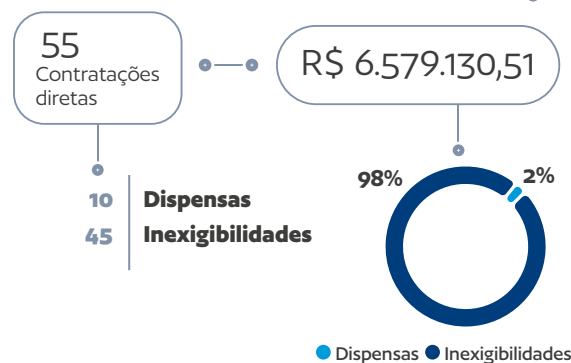 55
Contratações
diretas
R$ 6.579.130,51
10 Dispensas
45 Inexigibilidades
98%
2%
Dispensas Inexigibilidades